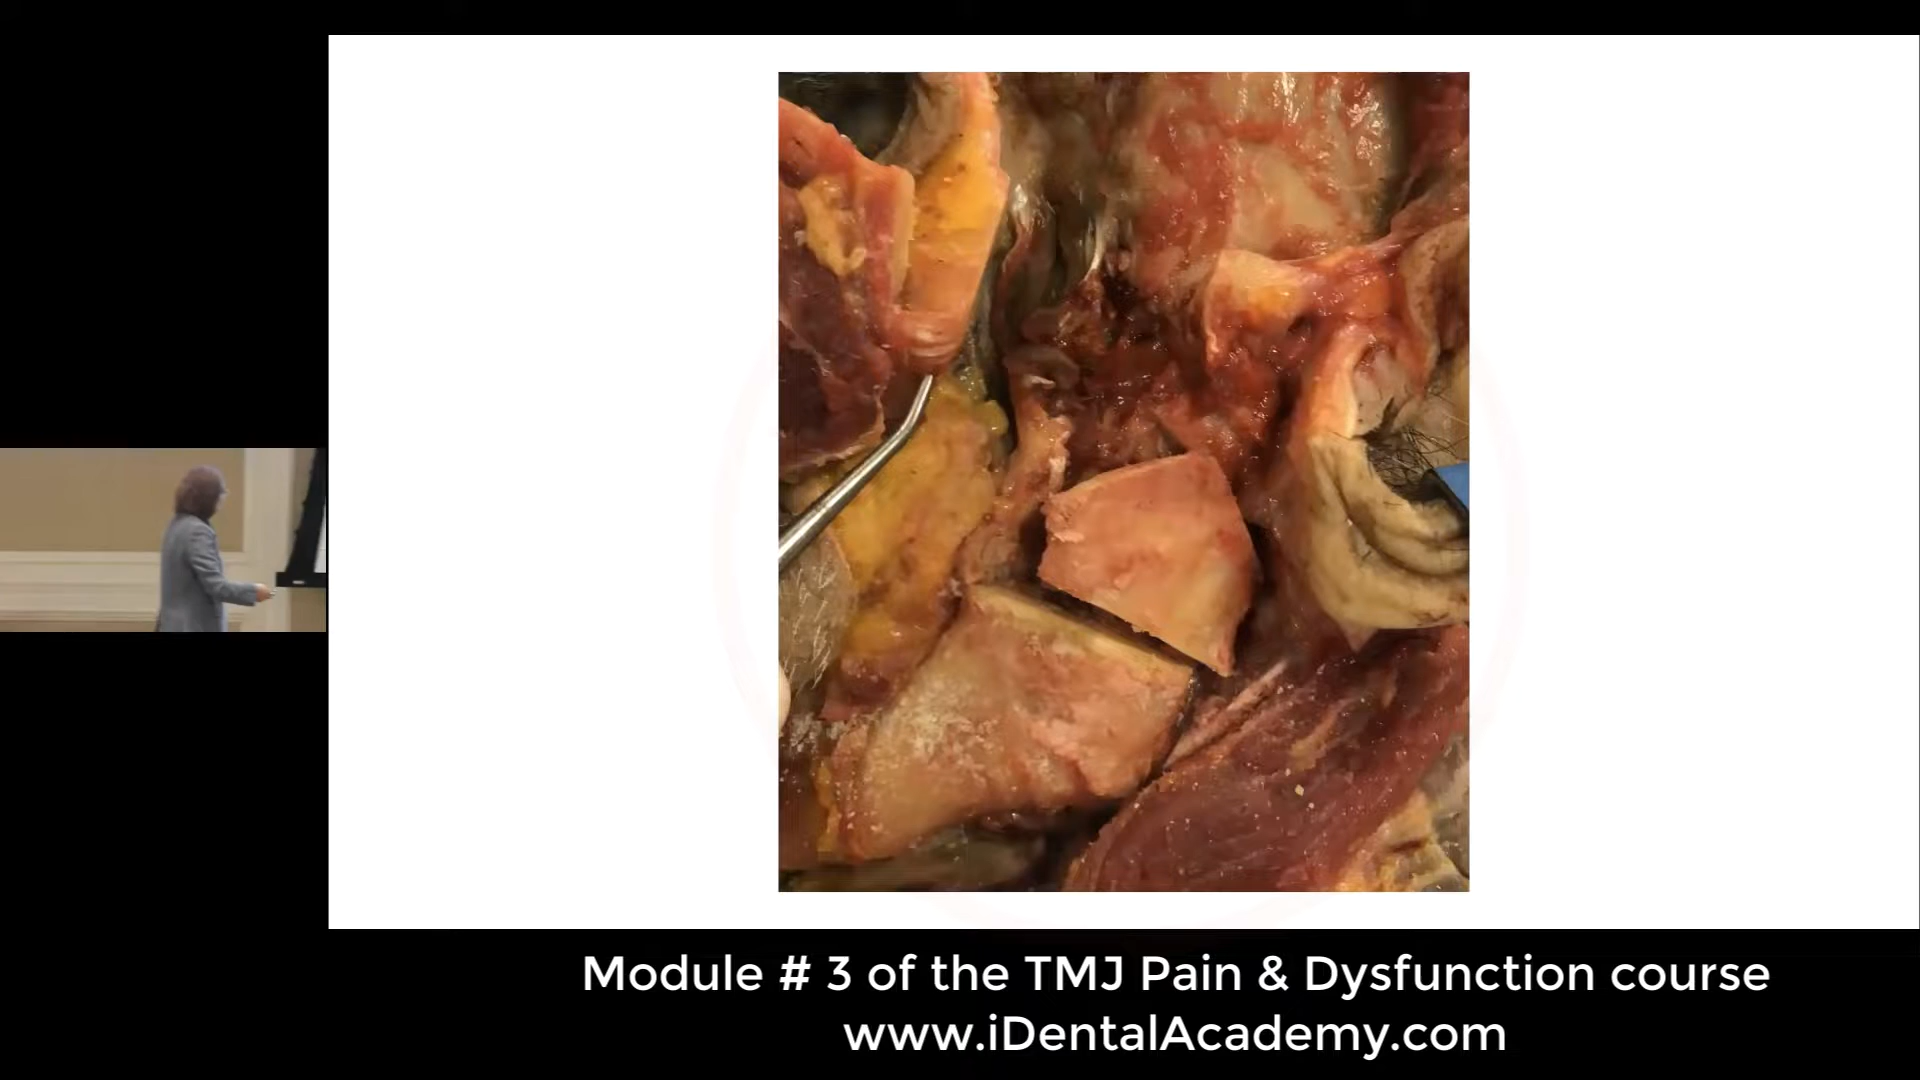 Module # 3 of the TMJ Pain & Dysfunction course
www.iDentalAcademy.com